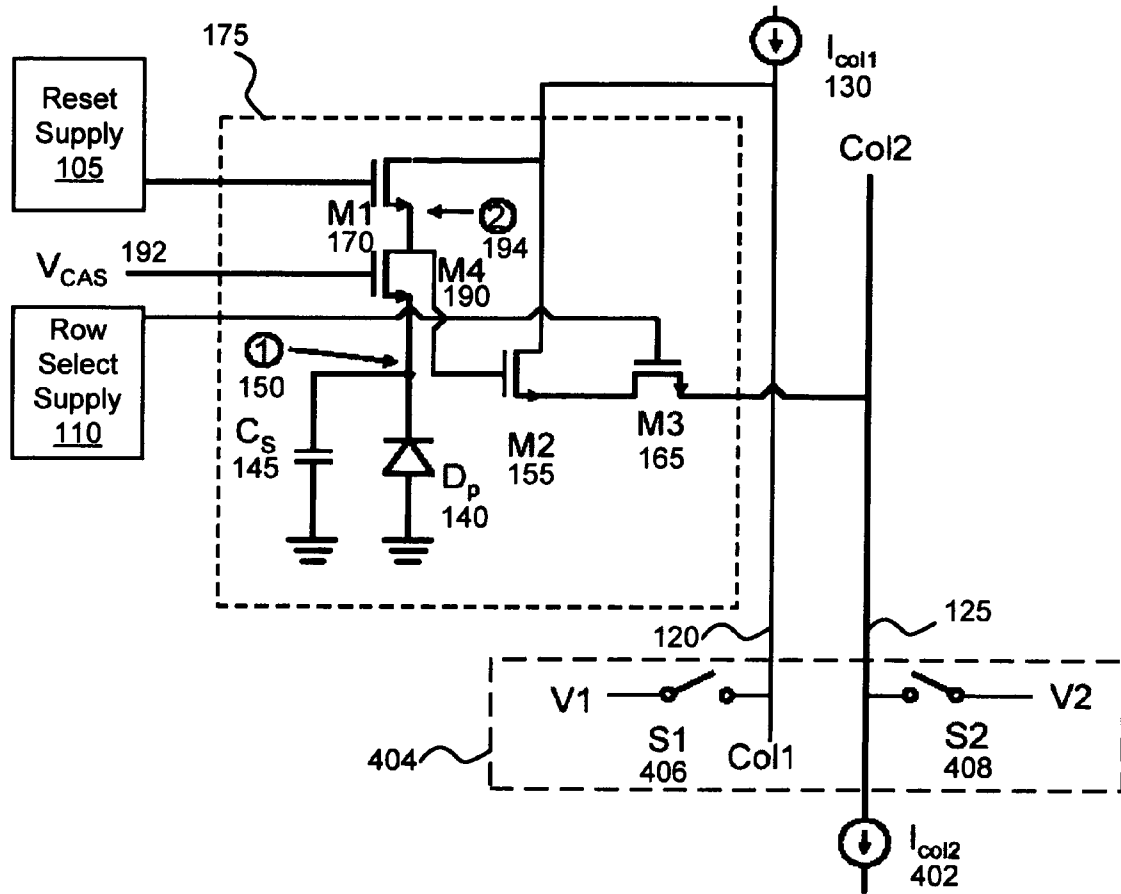 175
I_col1
130
Reset
Supply
105
Col2
M1
170
② 
194
V_CAS
192
M4
190
Row
Select
Supply
110
①
150
C_S
145
D_p
140
M2
155
M3
165
120
125
V1
S1
406
Col1
S2
408
V2
404
I_col2
402